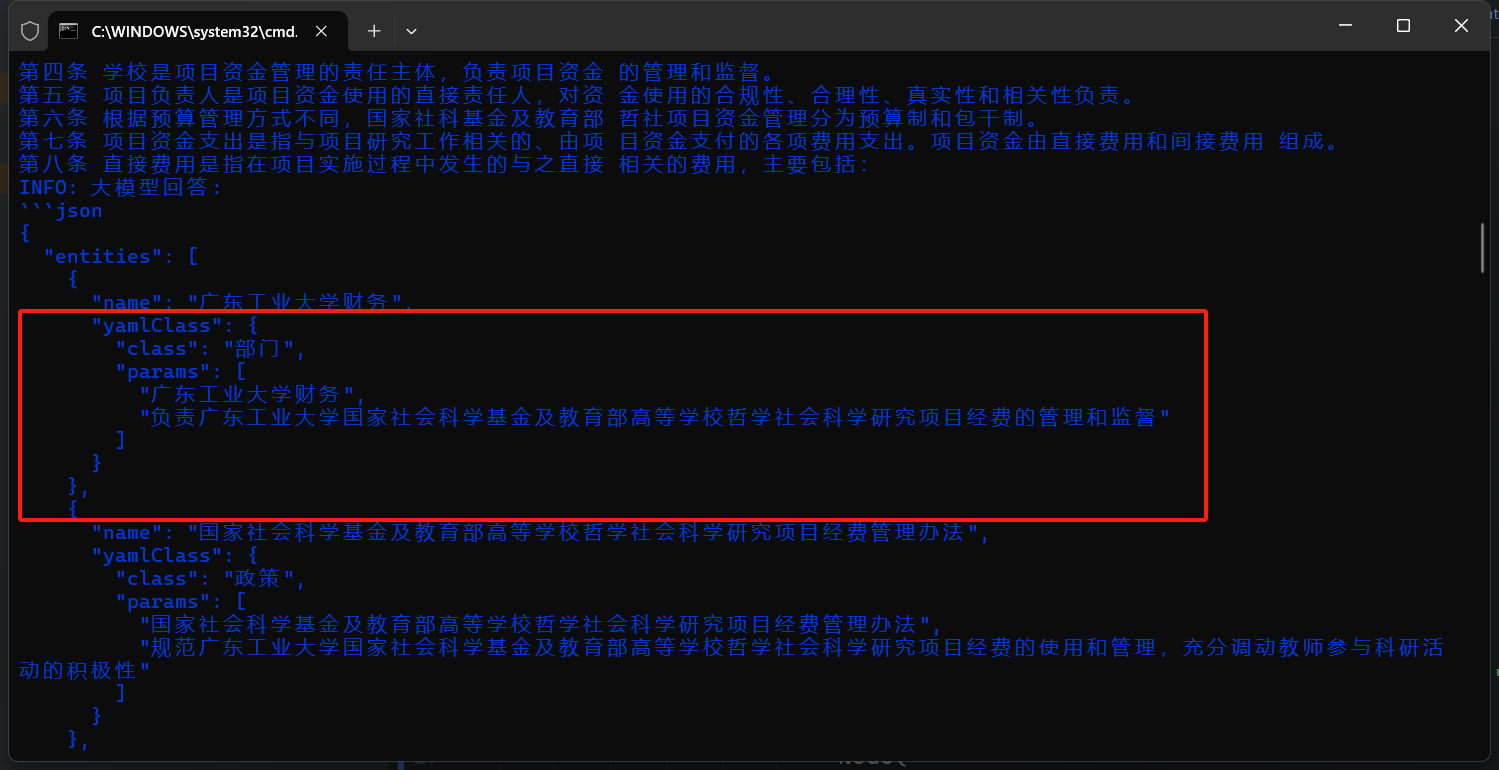 C:\WINDOWS\system32\cmd.
第四条 学校是项目资金管理的责任主体，负责项目资金 的管理和监督。
第五条 项目负责人是项目资金使用的直接责任人，对资 金使用的合规性、合理性、真实性和相关性负责。
第六条 根据预算管理方式不同，国家社科基金及教育部 哲社项目资金管理分为预算制和包干制。
第七条 项目资金支出是指与项目研究工作相关的、由项 目资金支付的各项费用支出。项目资金由直接费用和间接费用 组成。
第八条 直接费用是指在项目实施过程中发生的与之直接 相关的费用，主要包括：
INFO: 大模型回答：
```json
{
"entities": [
{
"name": "广东工业大学财务",
"yamlClass": {
"class": "部门",
"params": [
"广东工业大学财务",
"负责广东工业大学国家社会科学基金及教育部高等学校哲学社会科学研究项目经费的管理和监督"
]
}
},
{
"name": "国家社会科学基金及教育部高等学校哲学社会科学研究项目经费管理办法",
"yamlClass": {
"class": "政策",
"params": [
"国家社会科学基金及教育部高等学校哲学社会科学研究项目经费管理办法",
"规范广东工业大学国家社会科学基金及教育部高等学校哲学社会科学研究项目经费的使用和管理，充分调动教师参与科研活
动的积极性"
]
}
},